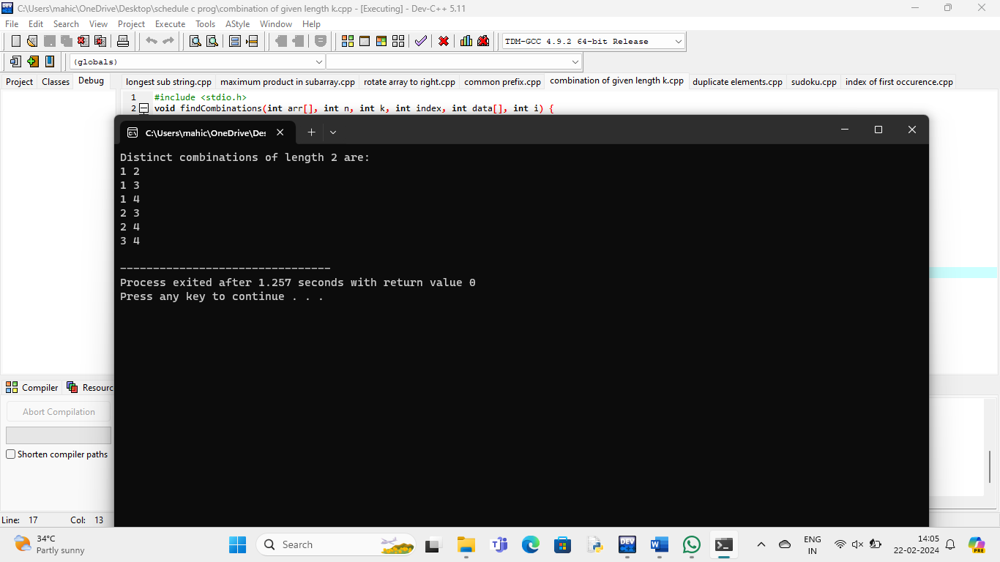 C:\Users\mahic\OneDrive\Desktop\schedule c prog\combination of given length k.cpp - [Executing] - Dev-C++ 5.11
File Edit Search View Project Execute Tools AStyle Window Help
TDM-GCC 4.9.2 64-bit Release
(globals)
Project Classes Debug
longest sub string.cpp maximum product in subarray.cpp rotate array to right.cpp common prefix.cpp combination of given length k.cpp duplicate elements.cpp sudoku.cpp index of first occurence.cpp
1 #include <stdio.h>
2 void findCombinations(int arr[], int n, int k, int index, int data[], int i) {
C:\Users\mahic\OneDrive\Des
Distinct combinations of length 2 are:
1 2
1 3
1 4
2 3
2 4
3 4
--------------------------------
Process exited after 1.257 seconds with return value 0
Press any key to continue . . .
Compiler Resourc
Abort Compilation
Shorten compiler paths
Line: 17 Col: 13
34°C
Partly sunny
Search
DEV
W
PRE
ENG
IN
14:05
22-02-2024